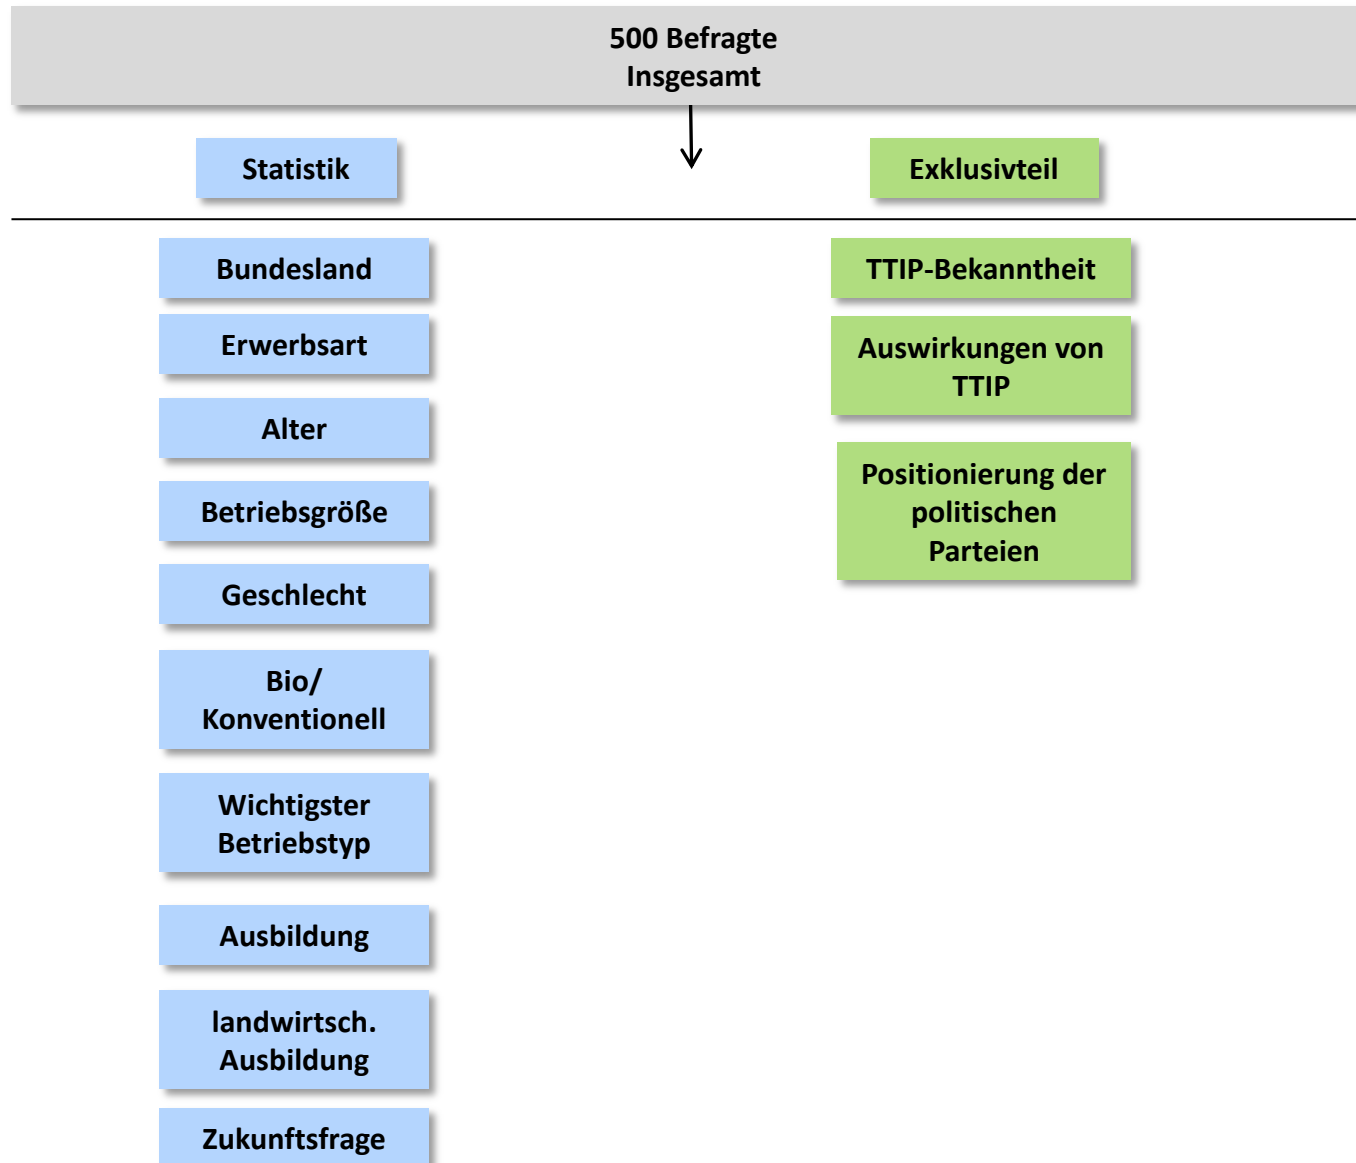 500 Befragte
Insgesamt
Statistik
Exklusivteil
Bundesland
Erwerbsart
Alter
Betriebsgröße
Geschlecht
Bio/
Konventionell
Wichtigster
Betriebstyp
Ausbildung
landwirtsch.
Ausbildung
Zukunftsfrage
TTIP-Bekanntheit
Auswirkungen von
TTIP
Positionierung der
politischen
Parteien